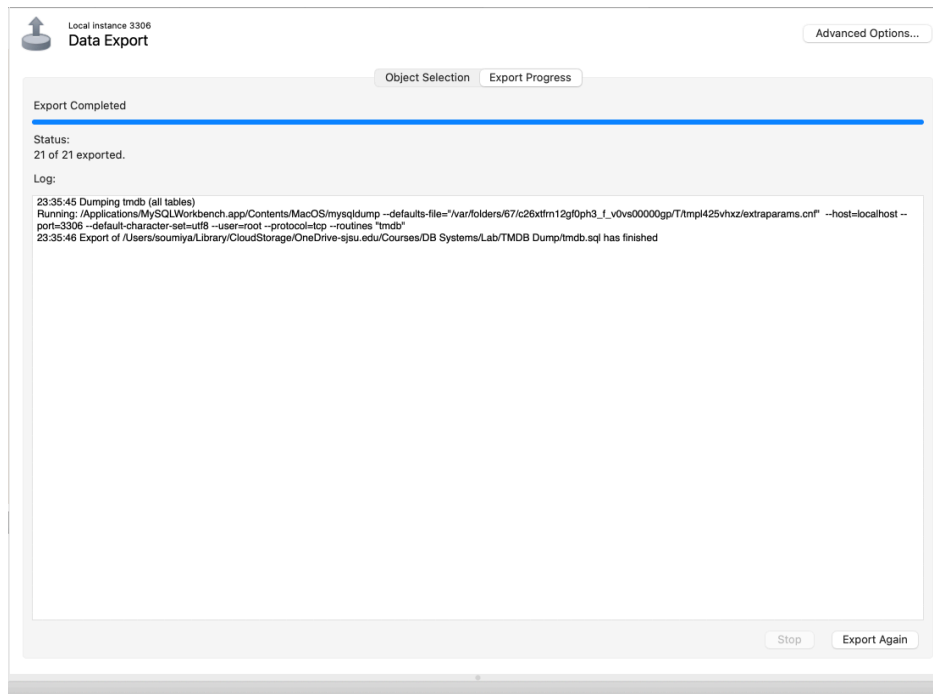 Local instance 3306
Data Export
Advanced Options...
Object Selection
Export Progress
Export Completed
Status:
21 of 21 exported.
Log:
23:35:45 Dumping tmdb (all tables)
Running: /Applications/MySQLWorkbench.app/Contents/MacOS/mysqldump --defaults-file="/var/folders/67/c26xtfrn12gf0ph3_f_v0vs00000gp/T/tmpl425vhxz/extraparams.cnf"  --host=localhost --
port=3306 --default-character-set=utf8 --user=root --protocol=tcp --routines "tmdb"
23:35:46 Export of /Users/soumiya/Library/CloudStorage/OneDrive-sjsu.edu/Courses/DB Systems/Lab/TMDB Dump/tmdb.sql has finished
Stop
Export Again